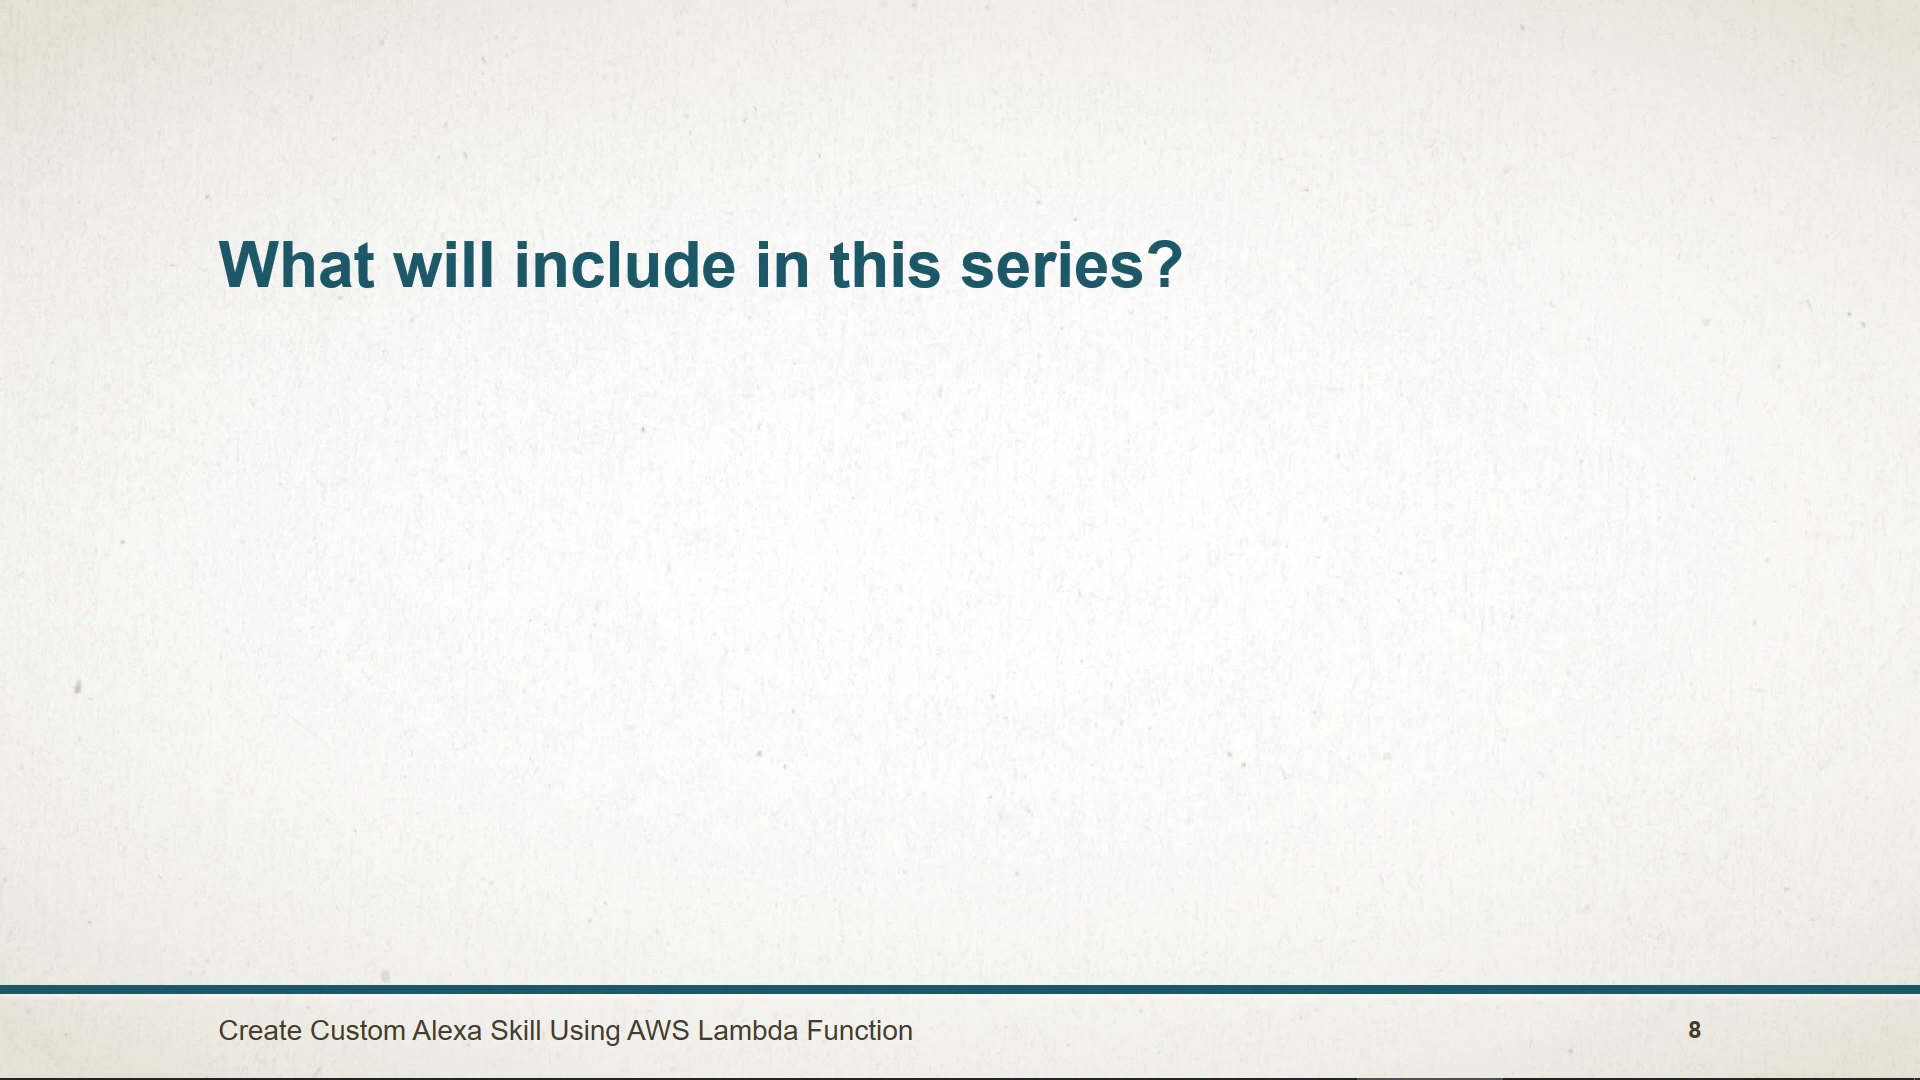 What will include in this series?
Create Custom Alexa Skill Using AWS Lambda Function
8